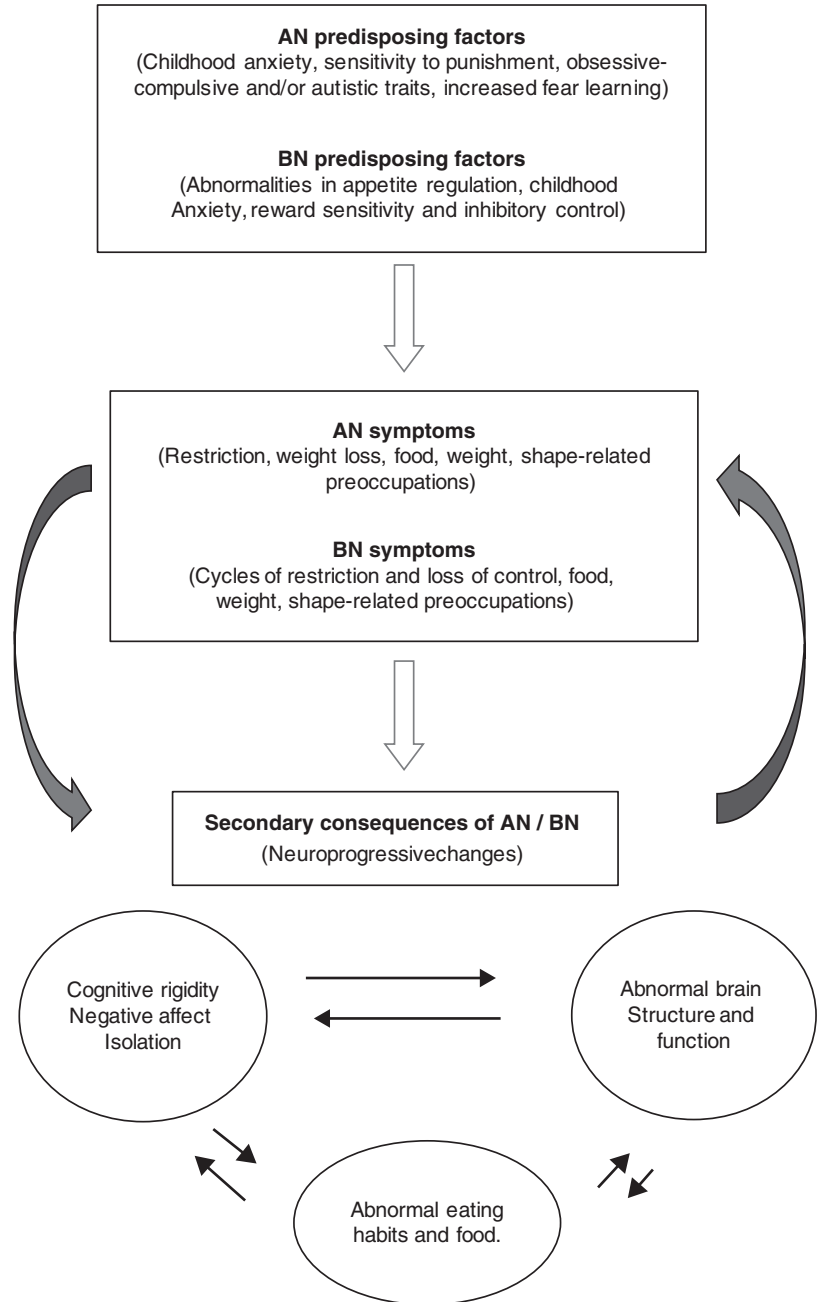 AN predisposing factors
(Childhood anxiety, sensitivity to punishment, obsessive-
compulsive and/or autistic traits, increased fear learning)
BN predisposing factors
(Abnormalities in appetite regulation, childhood
Anxiety, reward sensitivity and inhibitory control)
AN symptoms
(Restriction, weight loss, food, weight, shape-related
preoccupations)
BN symptoms
(Cycles of restriction and loss of control, food,
weight, shape-related preoccupations)
Secondary consequences of AN / BN
(Neuroprogressivechanges)
Cognitive rigidity
Negative affect
Isolation
Abnormal brain
Structure and
function
Abnormal eating
habits and food.